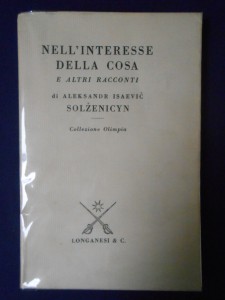 NELL'INTERESSE
DELLA COSA
E ALTRI RACCONTI
di ALEKSANDR ISAEVIČ
SOLŽENICYN
Collezione Olimpia
LONGANESI & C.